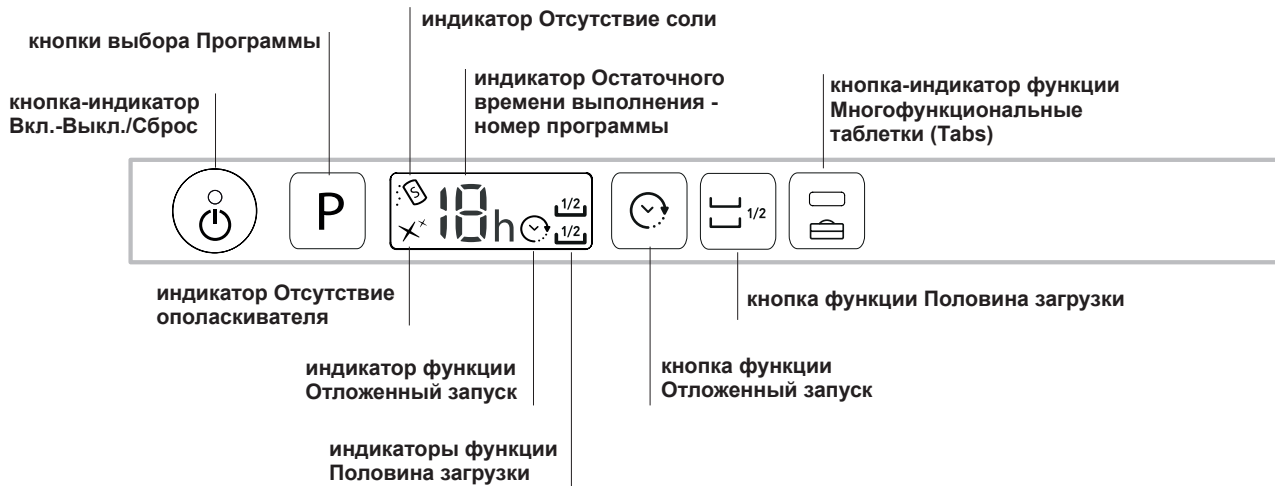 индикатор Отсутствие соли
кнопки выбора Программы
индикатор Остаточного
времени выполнения -
номер программы
кнопка-индикатор функции
Многофункциональные
таблетки (Tabs)
кнопка-индикатор
Вкл.-Выкл./Сброс
P
S
18h
1/2
1/2
1/2
индикатор Отсутствие
ополаскивателя
кнопка функции Половина загрузки
индикатор функции
Отложенный запуск
кнопка функции
Отложенный запуск
индикаторы функции
Половина загрузки